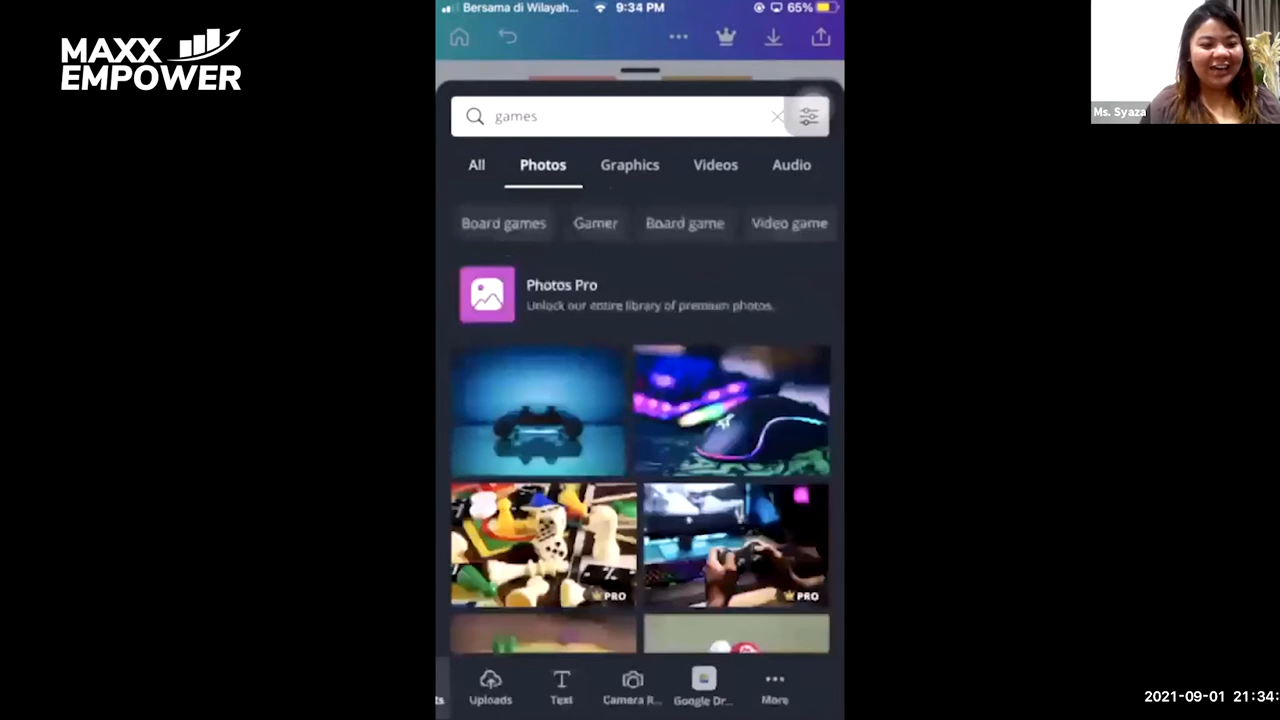 MAXX
EMPOWER
Bersama di Wilayah... 9:34 PM 65%
games
All Photos Graphics Videos Audio
Board games Gamer Board game Video game
Photos Pro
Unlock our entire library of premium photos.
PRO PRO
ts Uploads Text Camera R... Google Dr... More
Ms. Syaza
2021-09-01 21:34: